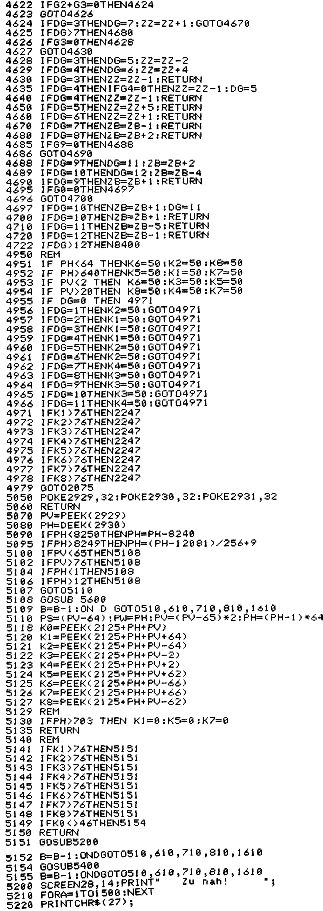 4622 IFG2+G3=0THEN4624
4623 GOTO4626
4624 IFDG=3THENDG=7:ZZ=ZZ+1:GOTO4670
4625 IFDG>7THEN4680
4626 IFG3=0THEN4628
4627 GOTO4630
4628 IFDG=3THENDG=5:ZZ=ZZ-2
4629 IFDG=4THENDG=6:ZZ=ZZ+4
4630 IFDG=3THENZZ=ZZ-1:RETURN
4635 IFDG=4THENIFG4=0THENZZ=ZZ-1:DG=5
4640 IFDG=4THENZZ=ZZ-1:RETURN
4650 IFDG=5THENZZ=ZZ+5:RETURN
4660 IFDG=6THENZZ=ZZ+1:RETURN
4670 IFDG=7THENZB=ZB-1:RETURN
4680 IFDG=8THENZB=ZB+2:RETURN
4685 IFG9=0THEN4688
4686 GOTO4690
4688 IFDG=9THENDG=11:ZB=ZB+2
4689 IFDG=10THENDG=12:ZB=ZB-4
4690 IFDG=9THENZB=ZB+1:RETURN
4695 IFG0=0THEN4697
4696 GOTO4700
4697 IFDG=10THENZB=ZB+1:DG=11
4700 IFDG=10THENZB=ZB+1:RETURN
4710 IFDG=11THENZB=ZB-5:RETURN
4720 IFDG=12THENZB=ZB-1:RETURN
4722 IFDG>12THEN8400
4950 REM
4951 IF PH<64 THENK6=50:K2=50:K8=50
4952 IF PH>640THENK5=50:K1=50:K7=50
4953 IF PV<2 THEN K6=50:K3=50:K5=50
4954 IF PV>20THEN K8=50:K4=50:K7=50
4955 IF DG=0 THEN 4971
4956 IFDG=1THENK2=50:GOTO4971
4957 IFDG=2THENK1=50:GOTO4971
4958 IFDG=3THENK1=50:GOTO4971
4959 IFDG=4THENK1=50:GOTO4971
4960 IFDG=5THENK2=50:GOTO4971
4961 IFDG=6THENK2=50:GOTO4971
4962 IFDG=7THENK4=50:GOTO4971
4963 IFDG=8THENK3=50:GOTO4971
4964 IFDG=9THENK3=50:GOTO4971
4965 IFDG=10THENK3=50:GOTO4971
4966 IFDG=11THENK4=50:GOTO4971
4971 IFK1>76THEN2247
4972 IFK2>76THEN2247
4973 IFK3>76THEN2247
4974 IFK4>76THEN2247
4975 IFK5>76THEN2247
4976 IFK6>76THEN2247
4977 IFK7>76THEN2247
4978 IFK8>76THEN2247
4979 GOTO2075
5050 POKE2929,32:POKE2930,32:POKE2931,32
5060 RETURN
5070 PV=PEEK(2929)
5080 PH=DEEK(2930)
5090 IFPH<8250THENPH=PH-8240
5095 IFPH>8249THENPH=(PH-12081)/256+9
5100 IFPV<65THEN5108
5102 IFPV>76THEN5108
5104 IFPH<1THEN5108
5106 IFPH>12THEN5108
5107 GOTO5110
5108 GOSUB 5600
5109 B=B-1:ON D GOTO510,610,710,810,1610
5110 PS=(PV-64):PW=PH:PV=(PV-65)*2:PH=(PH-1)*64
5118 K0=PEEK(2125+PH+PV)
5120 K1=PEEK(2125+PH+PV+64)
5121 K2=PEEK(2125+PH+PV-64)
5122 K3=PEEK(2125+PH+PV-2)
5123 K4=PEEK(2125+PH+PV+2)
5124 K5=PEEK(2125+PH+PV+62)
5125 K6=PEEK(2125+PH+PV-66)
5126 K7=PEEK(2125+PH+PV+66)
5127 K8=PEEK(2125+PH+PV-62)
5129 REM
5130 IFPH>703 THEN K1=0:K5=0:K7=0
5135 RETURN
5140 REM
5141 IFK1>76THEN5151
5142 IFK2>76THEN5151
5143 IFK3>76THEN5151
5144 IFK4>76THEN5151
5145 IFK5>76THEN5151
5146 IFK6>76THEN5151
5147 IFK7>76THEN5151
5148 IFK8>76THEN5151
5149 IFK0<>46THEN5154
5150 RETURN
5151 GOSUB5200
5152 B=B-1:ONDGOTO510,610,710,810,1610
5154 GOSUB5400
5155 B=B-1:ONDGOTO510,610,710,810,1610
5200 SCREEN28,14:PRINT" Zu nah! ";
5210 FORA=1TO1500:NEXT
5220 PRINTCHR$(27);